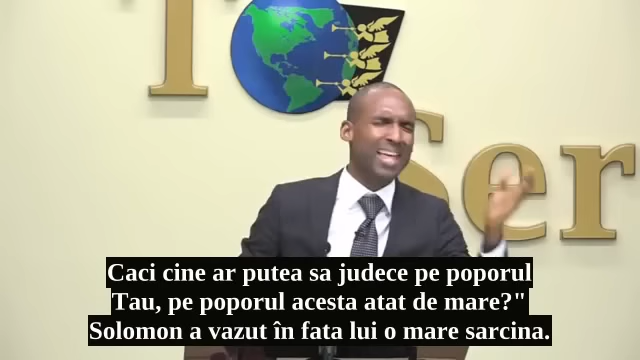 T
Ser
Caci cine ar putea sa judece pe poporul
Tau, pe poporul acesta atat de mare?"
Solomon a vazut în fata lui o mare sarcina.